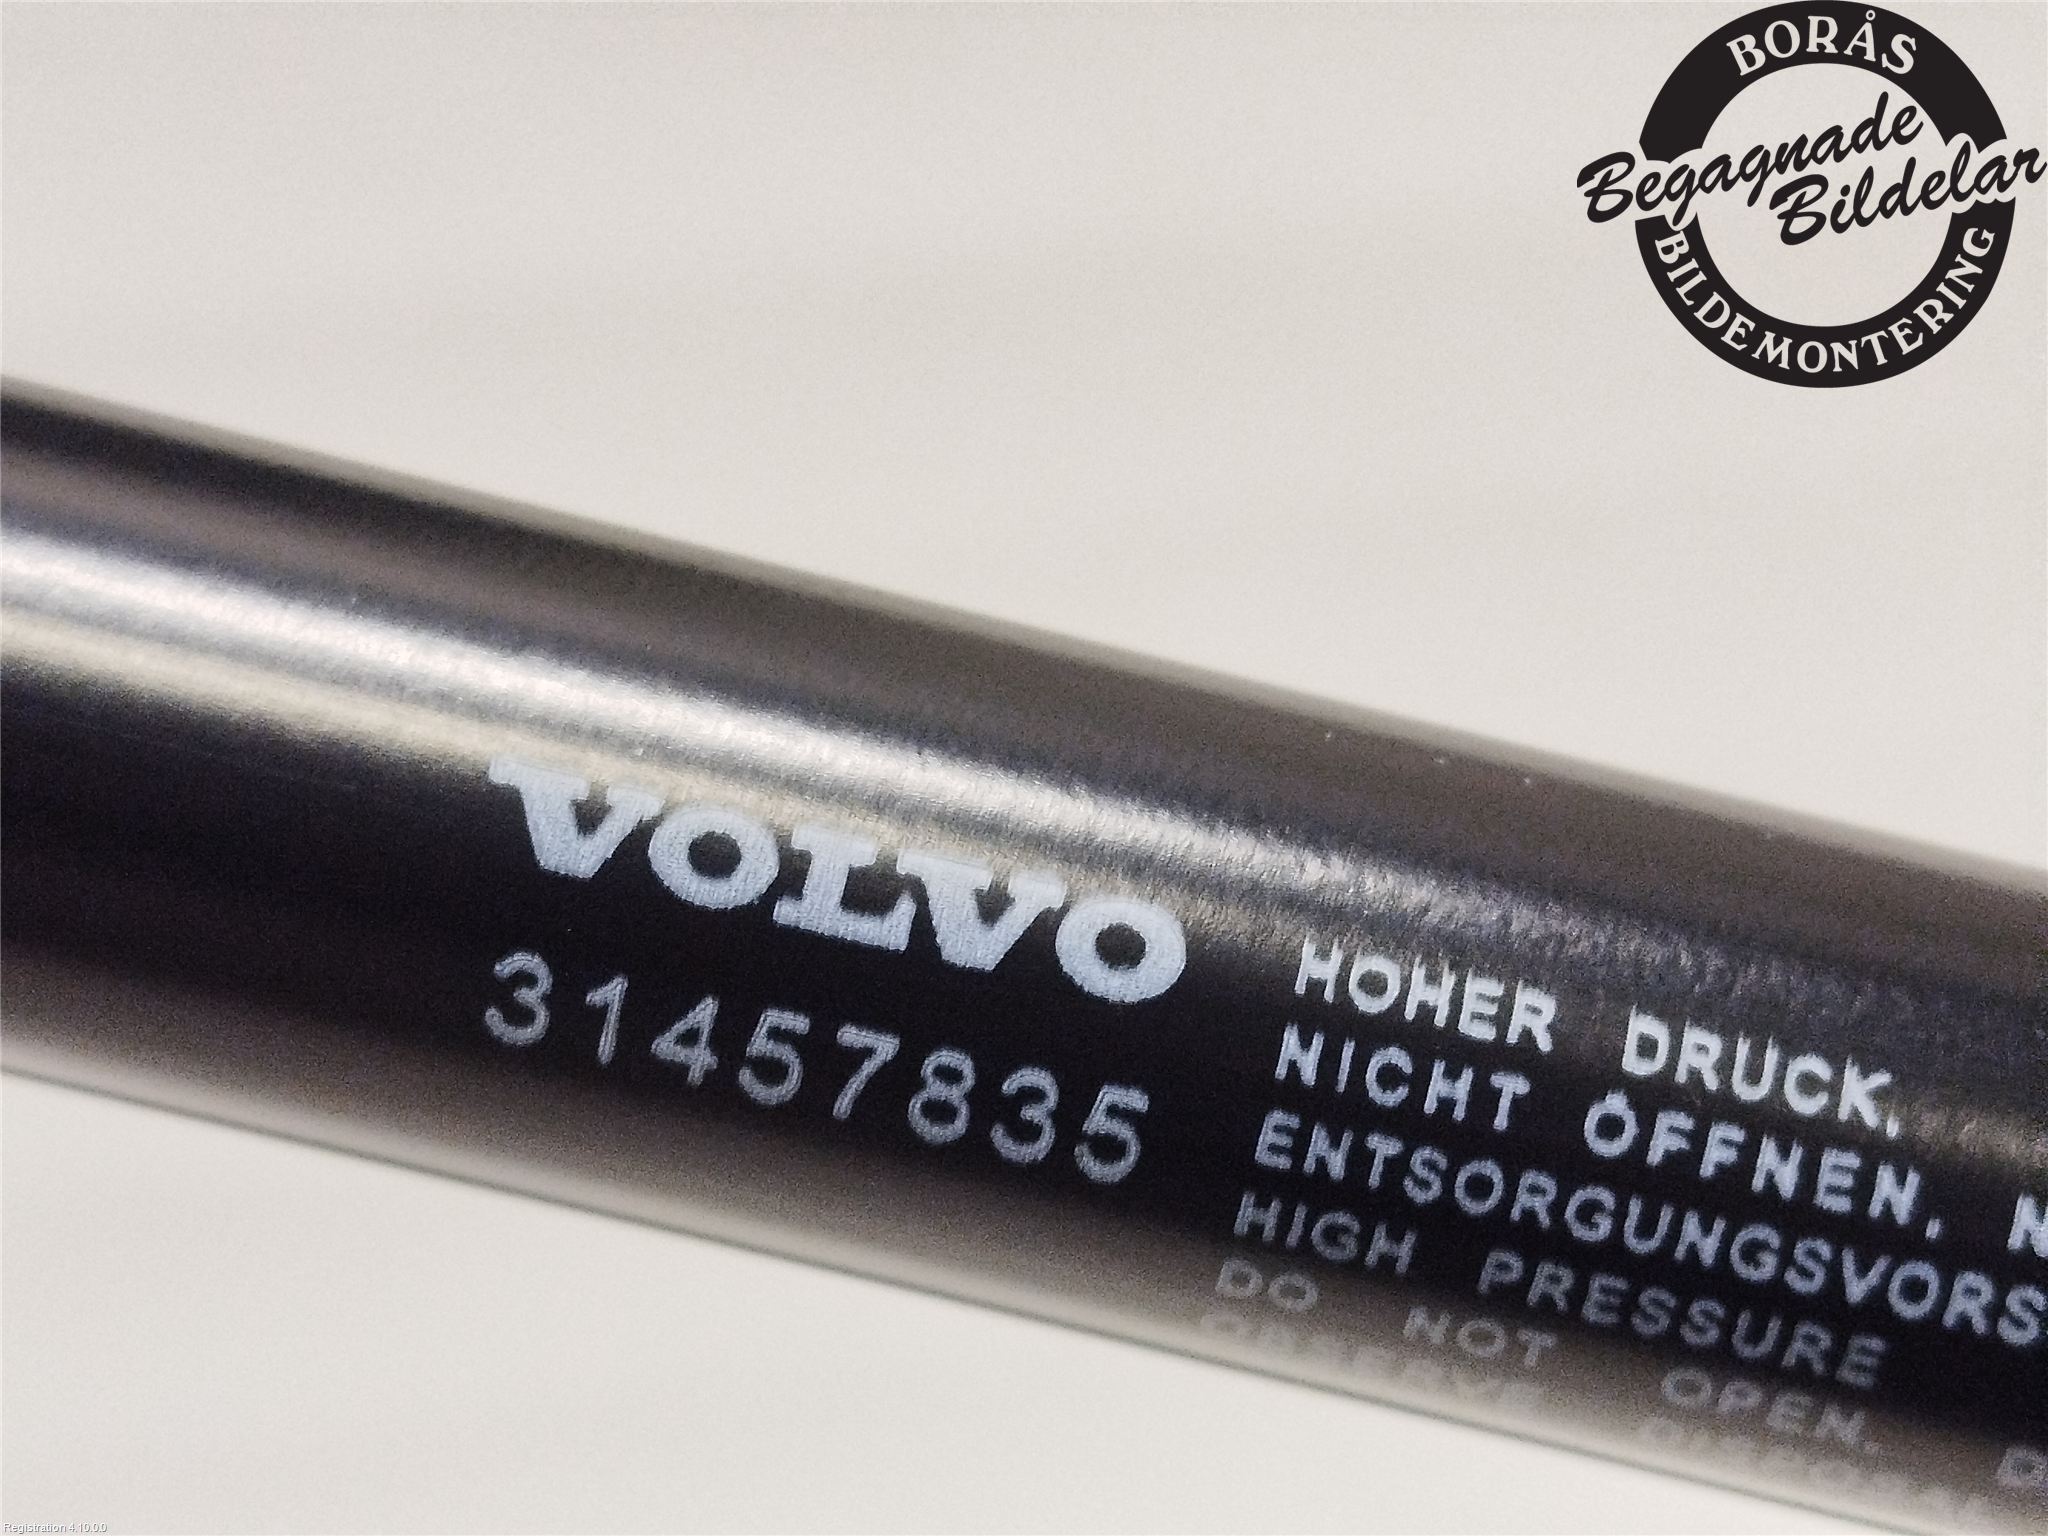 BORÅS
Begagnade
Bildelar
BILDEMONTERING
VOLVO
31457835
HOHER DRUCK.
NICHT ÖFFNEN. N
ENTSORGUNGSVORS
HIGH PRESSURE
DO NOT OPEN. D
OBSERVE
Registration 4.10.0.0